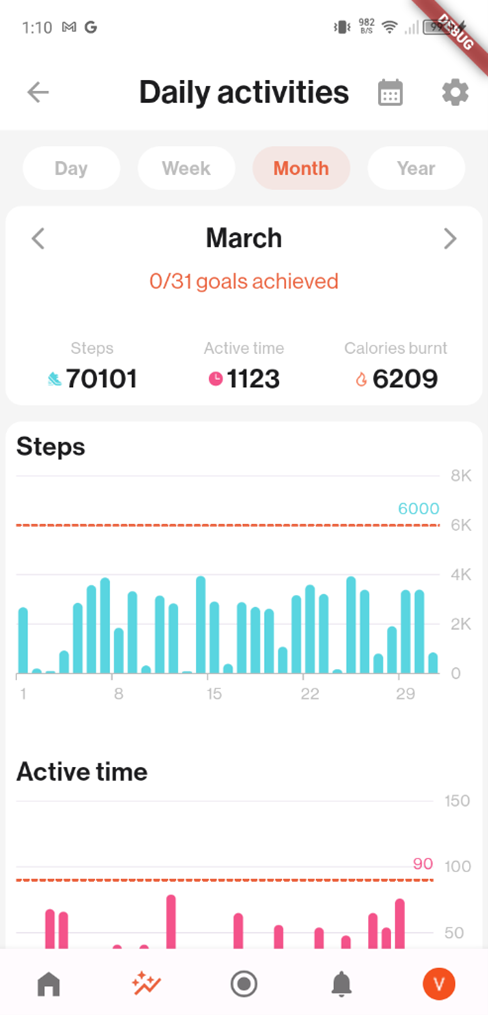 1:10 M G 982 B/S
DEBUG
Daily activities
Day Week Month Year
March
0/31 goals achieved
Steps Active time Calories burnt
70101 1123 6209
Steps
8K
6000
6K
4K
2K
0
1 8 15 22 29
Active time
150
90 100
50
V